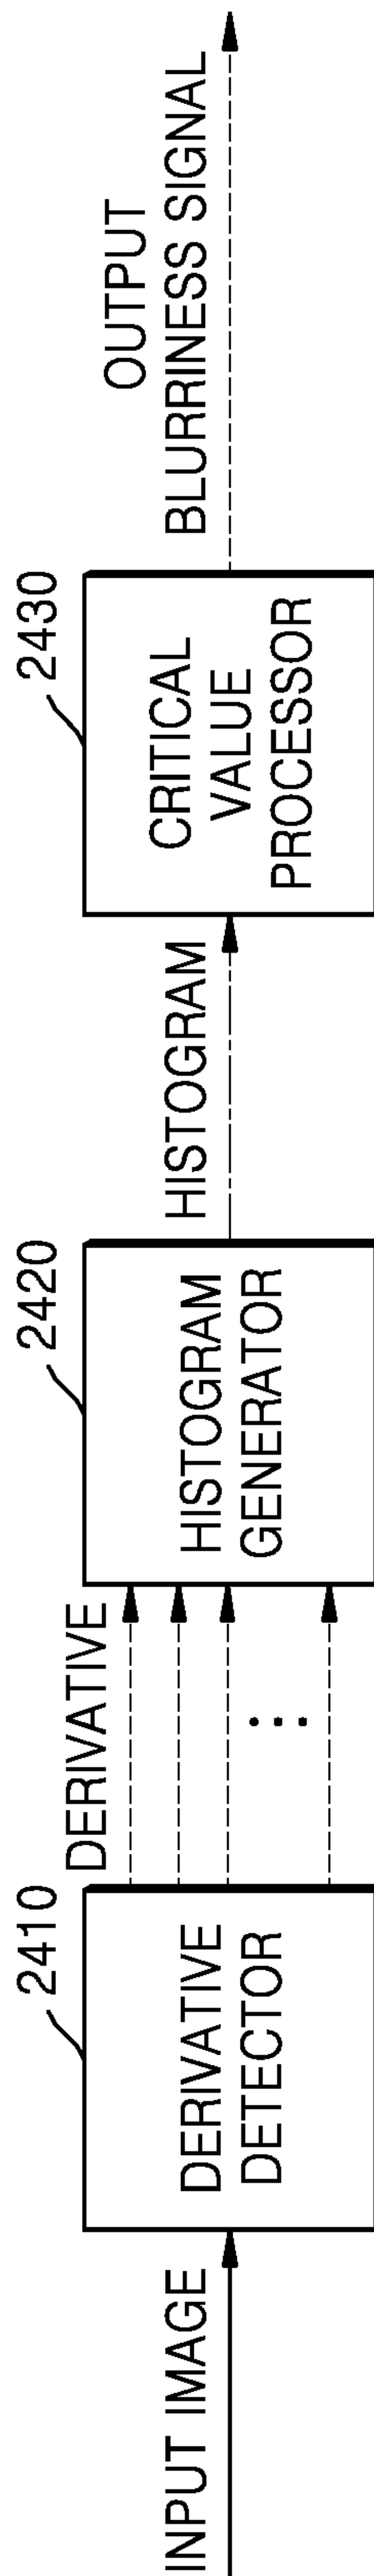 INPUT IMAGE
2410
DERIVATIVE
DETECTOR
DERIVATIVE
2420
HISTOGRAM
GENERATOR
HISTOGRAM
2430
CRITICAL
VALUE
PROCESSOR
OUTPUT
BLURRINESS SIGNAL